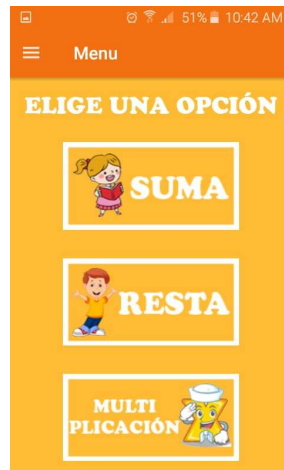 51% 10:42 AM
Menu
ELIGE UNA OPCIÓN
SUMA
RESTA
MULTI
PLICACIÓN